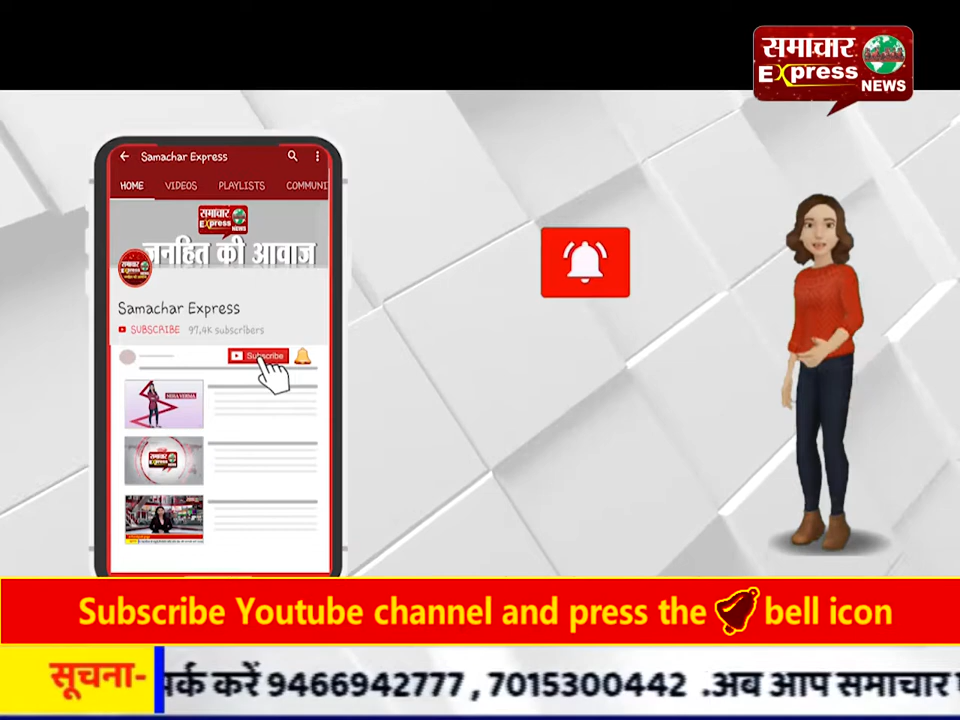 समाचार
Express
NEWS
Samachar Express
HOME VIDEOS PLAYLISTS COMMUNI
समाचार
Express
NEWS
जनहित की आवाज
Samachar Express
SUBSCRIBE 97.4K subscribers
Subscribe
Subscribe Youtube channel and press the bell icon
सूचना- र्क करें 9466942777 , 7015300442 .अब आप समाचार